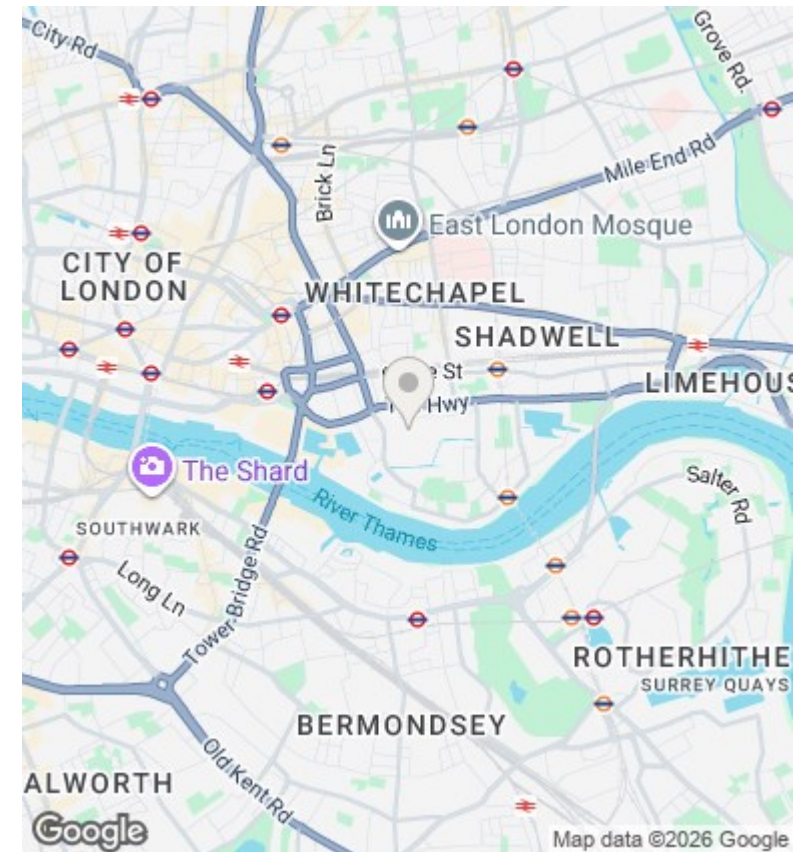 City Rd
Grove Rd.
Brick Ln
Mile End Rd
East London Mosque
CITY OF
LONDON
WHITECHAPEL
SHADWELL
St
LIMEHOUS
Hwy
The Shard
River Thames
Salter Rd
SOUTHWARK
Long Ln
Tower Bridge Rd
ROTHERHITHE
SURREY QUAYS
BERMONDSEY
Old Kent Rd
ALWORTH
Google
Map data ©2026 Google